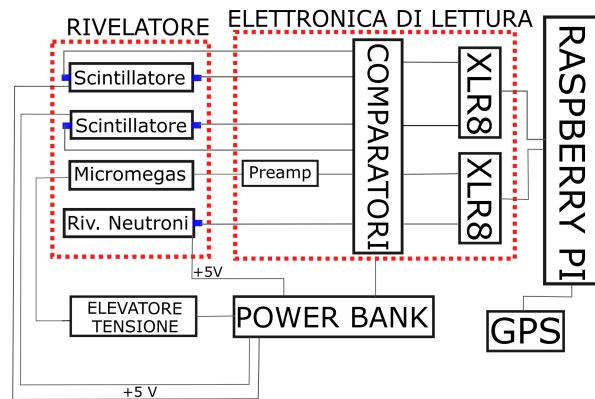 RIVELATORE
ELETTRONICA DI LETTURA
Scintillatore
Scintillatore
Micromegas
Riv. Neutroni
Preamp
COMPARATORI
XLR8
XLR8
RASPBERRY PI
+5V
ELEVATORE
TENSIONE
POWER BANK
GPS
+5 V